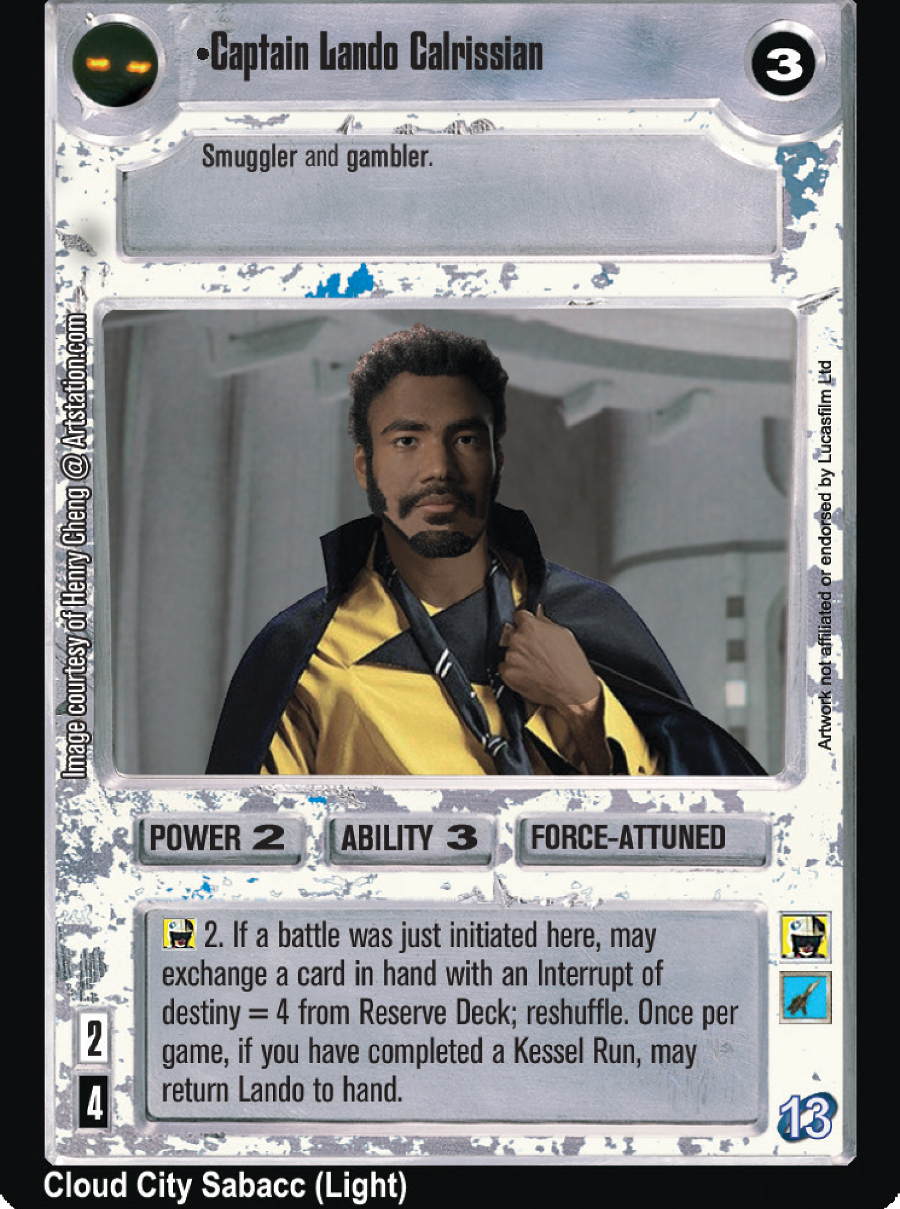 •Captain Lando Calrissian
3
Smuggler and gambler.
Image courtesy of Henry Cheng @ Artstation.com
Artwork not affiliated or endorsed by Lucasfilm Ltd
POWER 2
ABILITY 3
FORCE-ATTUNED
2. If a battle was just initiated here, may
exchange a card in hand with an Interrupt of
destiny = 4 from Reserve Deck; reshuffle. Once per
game, if you have completed a Kessel Run, may
return Lando to hand.
2
4
13
Cloud City Sabacc (Light)